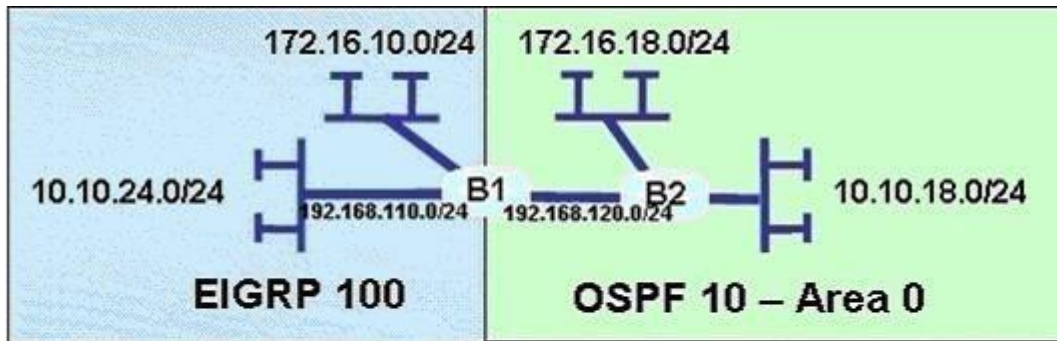 172.16.10.0/24
172.16.18.0/24
10.10.24.0/24
B1
B2
10.10.18.0/24
192.168.110.0/24
192.168.120.0/24
EIGRP 100
OSPF 10 – Area 0